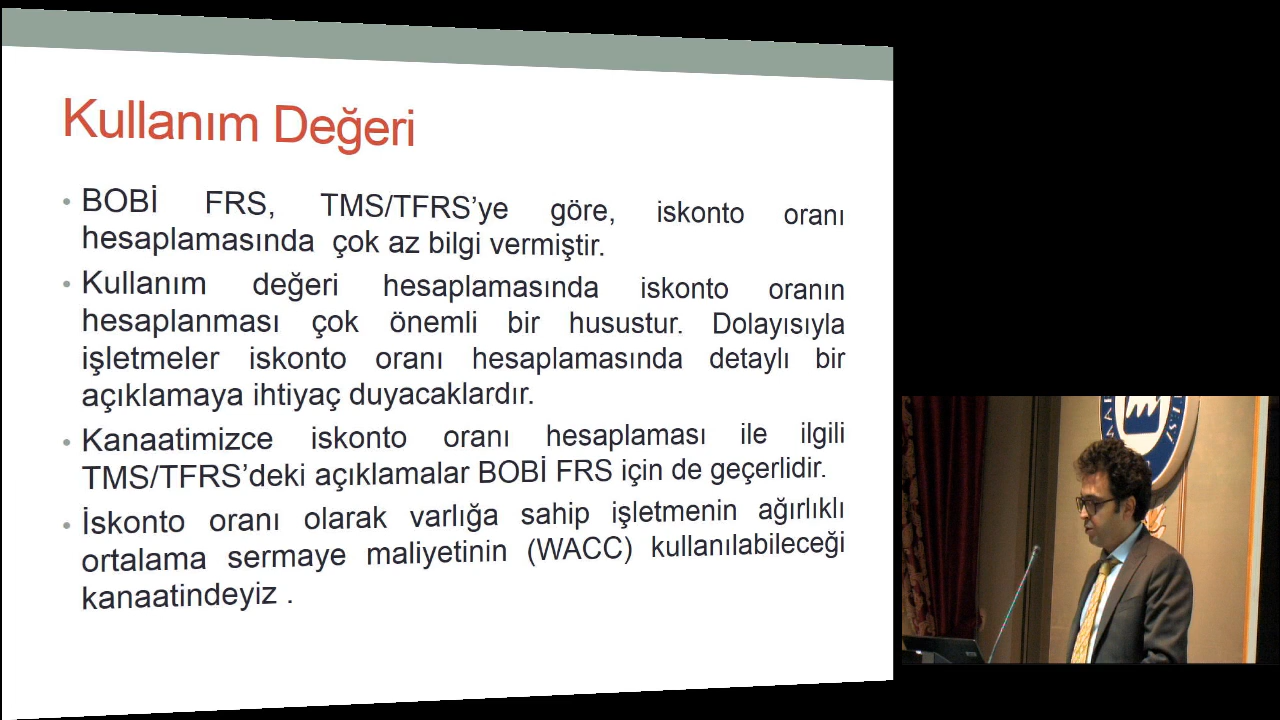 Kullanım Değeri
• BOBİ FRS, TMS/TFRS’ye göre, iskonto oranı
hesaplamasında çok az bilgi vermiştir.
• Kullanım değeri hesaplamasında iskonto oranın
hesaplanması çok önemli bir husustur. Dolayısıyla
işletmeler iskonto oranı hesaplamasında detaylı bir
açıklamaya ihtiyaç duyacaklardır.
• Kanaatimizce iskonto oranı hesaplaması ile ilgili
TMS/TFRS’deki açıklamalar BOBİ FRS için de geçerlidir.
• İskonto oranı olarak varlığa sahip işletmenin ağırlıklı
ortalama sermaye maliyetinin (WACC) kullanılabileceği
kanaatindeyiz .